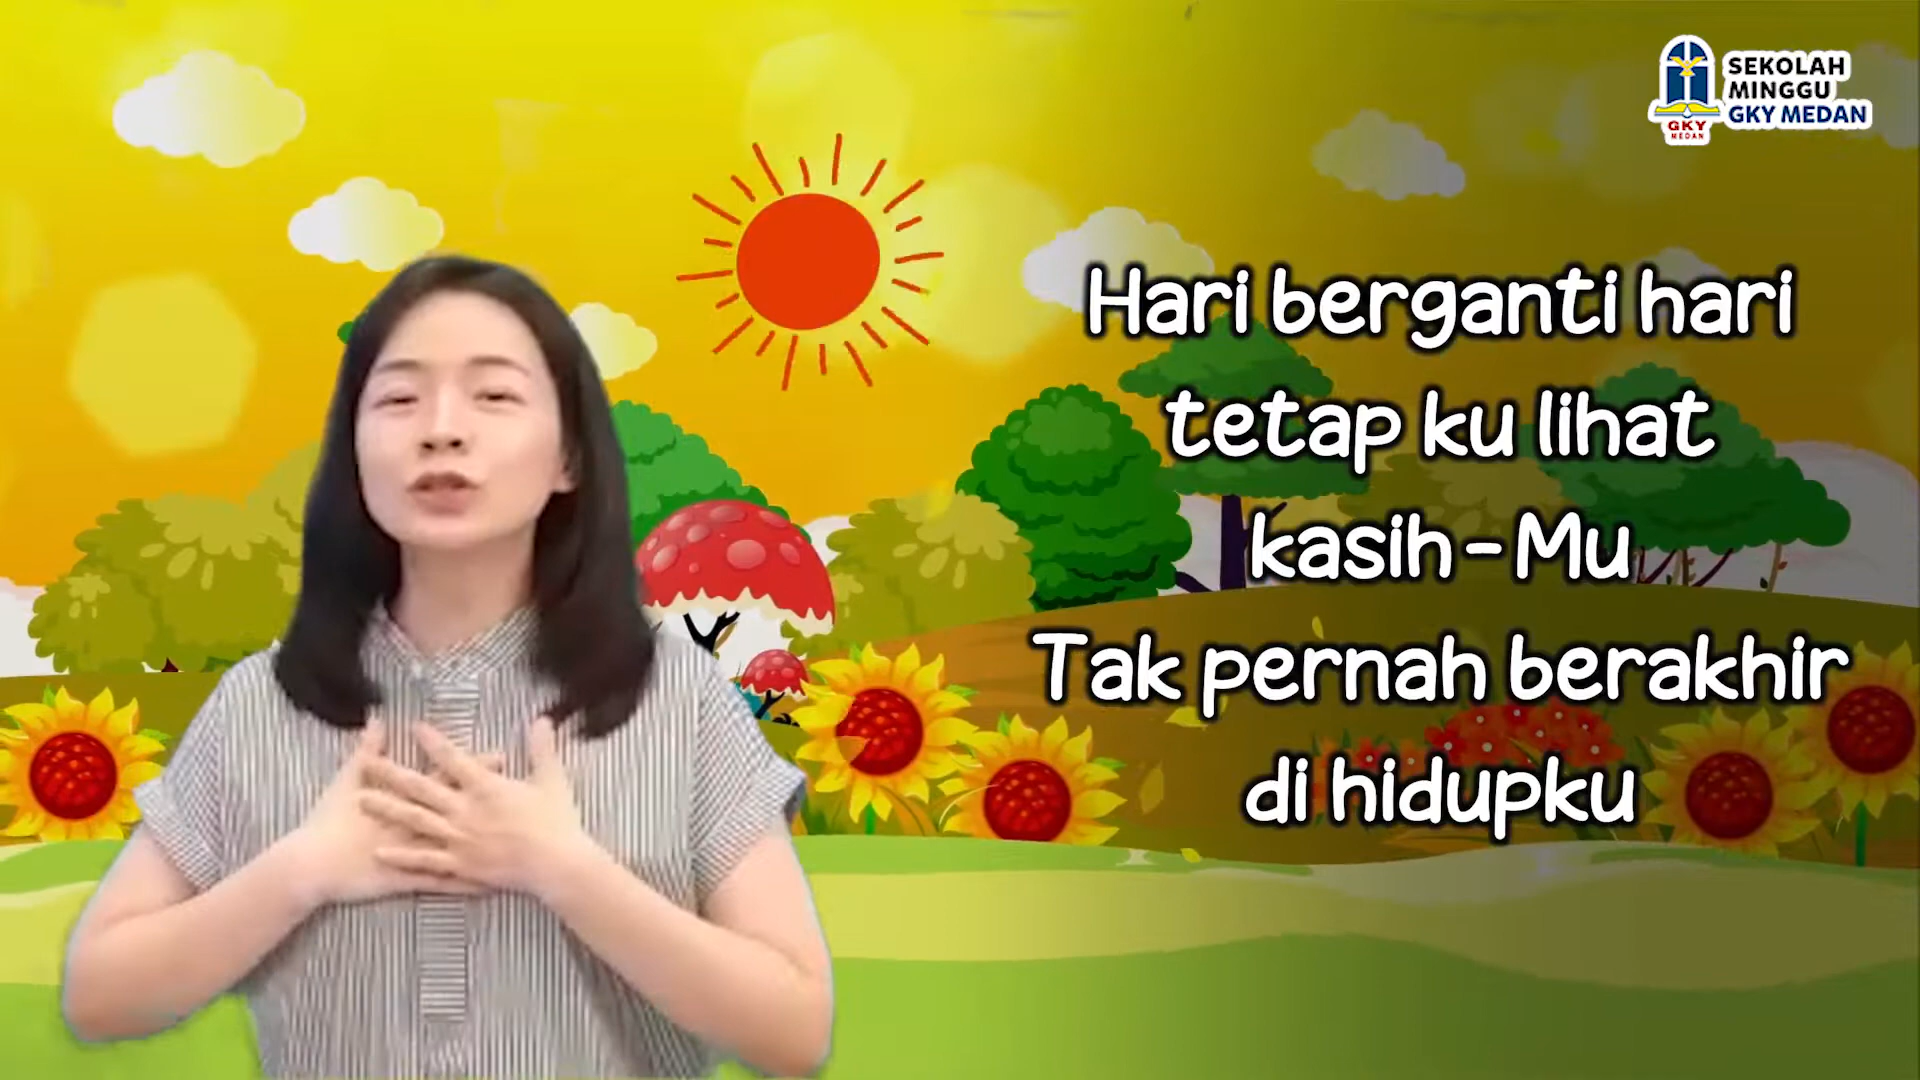 SEKOLAH
MINGGU
GKY MEDAN
GKY
MEDAN
Hari berganti hari
tetap ku lihat
kasih-Mu
Tak pernah berakhir
di hidupku